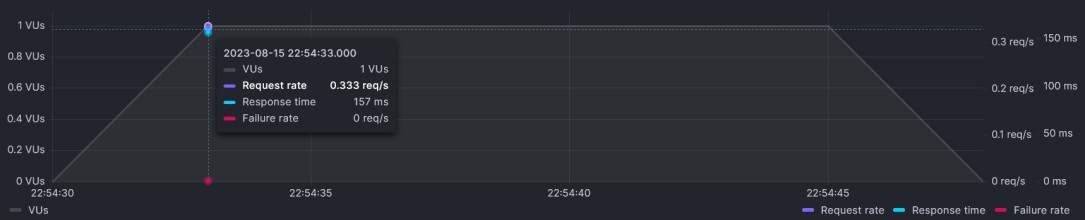 1 VUs
0.8 VUs
0.6 VUs
0.4 VUs
0.2 VUs
0 VUs
2023-08-15 22:54:33.000
VUs 1 VUs
Request rate 0.333 req/s
Response time 157 ms
Failure rate 0 req/s
0.3 req/s 150 ms
0.2 req/s 100 ms
0.1 req/s 50 ms
0 req/s 0 ms
22:54:30 22:54:35 22:54:40 22:54:45
VUs Request rate Response time Failure rate